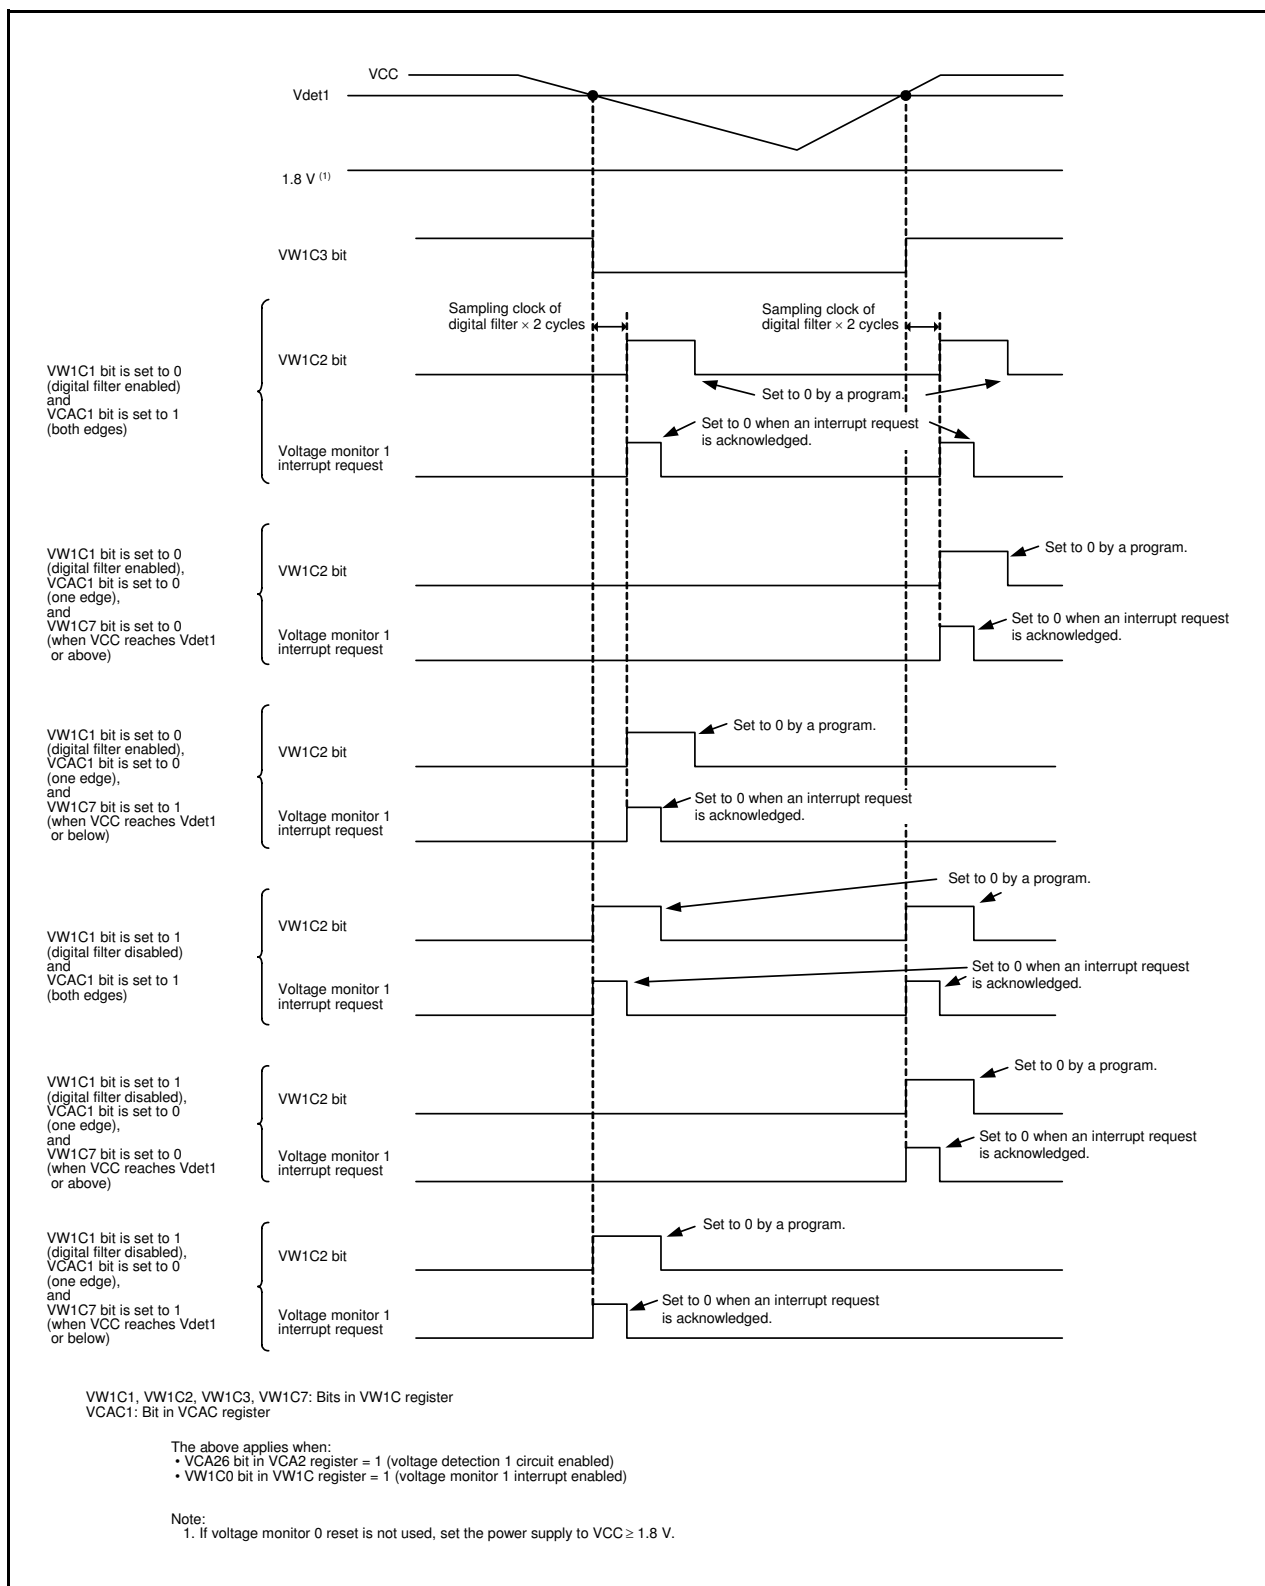 VCC
Vdet1
1.8 V (1)
VW1C3 bit
Sampling clock of
digital filter × 2 cycles
Sampling clock of
digital filter × 2 cycles
VW1C1 bit is set to 0
(digital filter enabled)
and
VCAC1 bit is set to 1
(both edges)
VW1C2 bit
Set to 0 by a program.
Set to 0 when an interrupt request
is acknowledged.
Voltage monitor 1
interrupt request
VW1C1 bit is set to 0
(digital filter enabled),
VCAC1 bit is set to 0
(one edge),
and
VW1C7 bit is set to 0
(when VCC reaches Vdet1
or above)
VW1C2 bit
Set to 0 by a program.
Voltage monitor 1
interrupt request
Set to 0 when an interrupt request
is acknowledged.
VW1C1 bit is set to 0
(digital filter enabled),
VCAC1 bit is set to 0
(one edge),
and
VW1C7 bit is set to 1
(when VCC reaches Vdet1
or below)
VW1C2 bit
Set to 0 by a program.
Voltage monitor 1
interrupt request
Set to 0 when an interrupt request
is acknowledged.
VW1C1 bit is set to 1
(digital filter disabled)
and
VCAC1 bit is set to 1
(both edges)
VW1C2 bit
Set to 0 by a program.
Voltage monitor 1
interrupt request
Set to 0 when an interrupt request
is acknowledged.
VW1C1 bit is set to 1
(digital filter disabled),
VCAC1 bit is set to 0
(one edge),
and
VW1C7 bit is set to 0
(when VCC reaches Vdet1
or above)
VW1C2 bit
Set to 0 by a program.
Voltage monitor 1
interrupt request
Set to 0 when an interrupt request
is acknowledged.
VW1C1 bit is set to 1
(digital filter disabled),
VCAC1 bit is set to 0
(one edge),
and
VW1C7 bit is set to 1
(when VCC reaches Vdet1
or below)
VW1C2 bit
Set to 0 by a program.
Voltage monitor 1
interrupt request
Set to 0 when an interrupt request
is acknowledged.
VW1C1, VW1C2, VW1C3, VW1C7: Bits in VW1C register
VCAC1: Bit in VCAC register
The above applies when:
• VCA26 bit in VCA2 register = 1 (voltage detection 1 circuit enabled)
• VW1C0 bit in VW1C register = 1 (voltage monitor 1 interrupt enabled)
Note:
1. If voltage monitor 0 reset is not used, set the power supply to VCC ≥ 1.8 V.